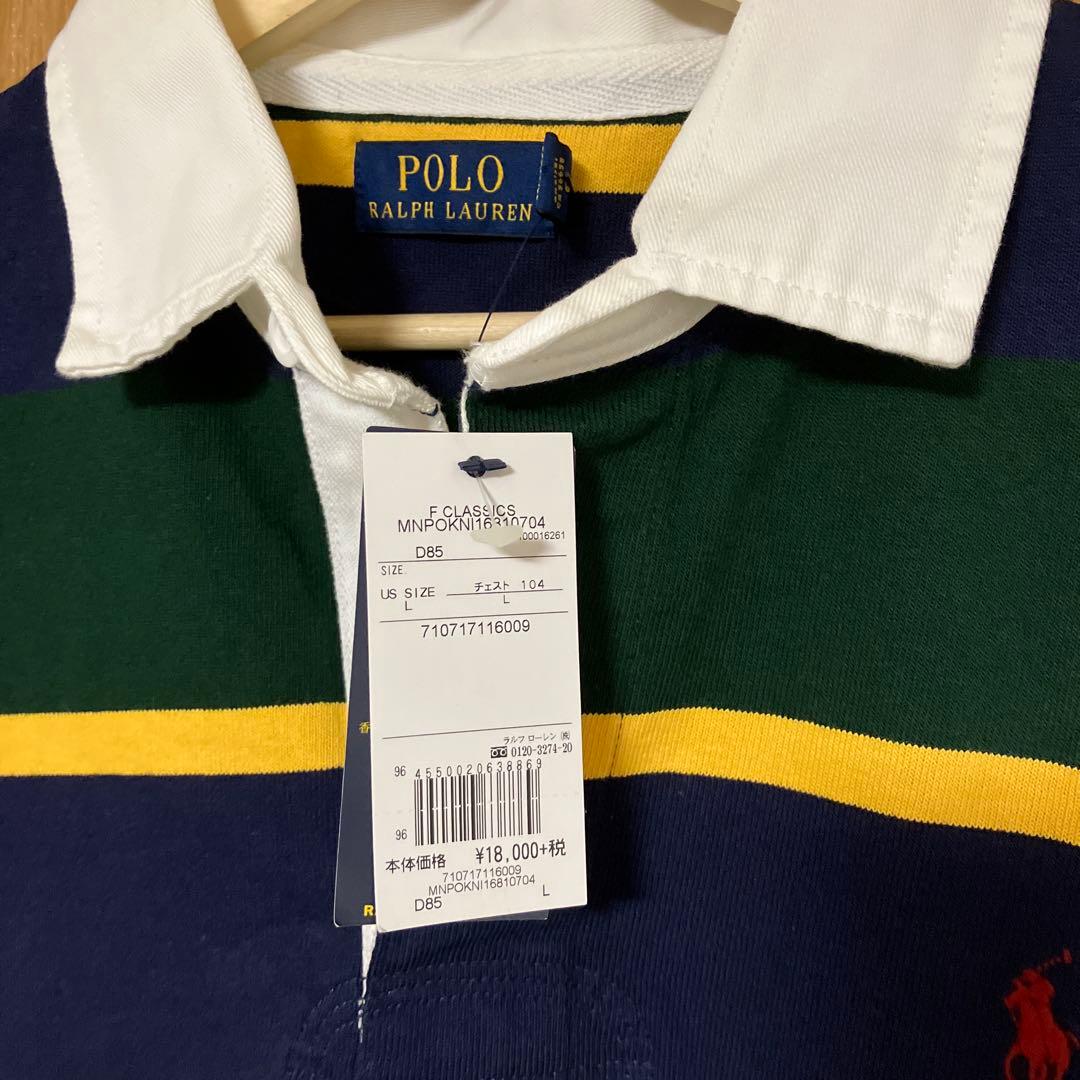 POLO
RALPH LAUREN
F CLASSICS
MNPOKNI16810704
00016261
D85
SIZE
US SIZE チェスト 104
L L
710717116009
香
ラルフ ローレン ㈱
0120-3274-20
96 4550020638869
96
本体価格 ¥18,000+税
710717116009
MNPOKNI16810704
D85 L
R